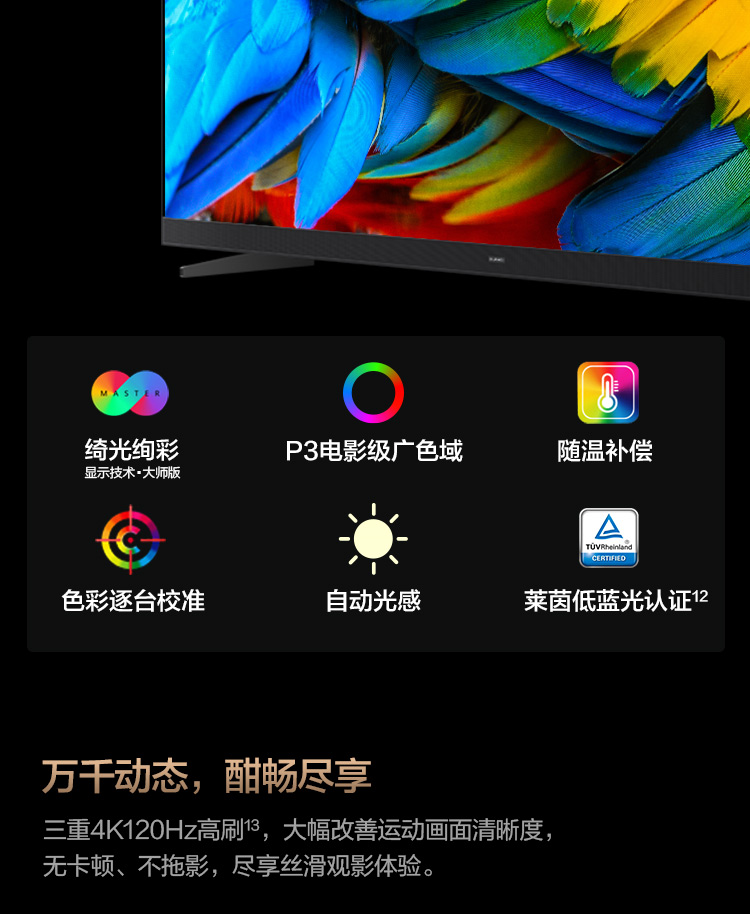 MASTER
绮光绚彩
显示技术·大师版
P3电影级广色域
随温补偿
色彩逐台校准
自动光感
TÜVRheinland®
CERTIFIED
莱茵低蓝光认证12
万千动态，酣畅尽享
三重4K120Hz高刷13，大幅改善运动画面清晰度，
无卡顿、不拖影，尽享丝滑观影体验。